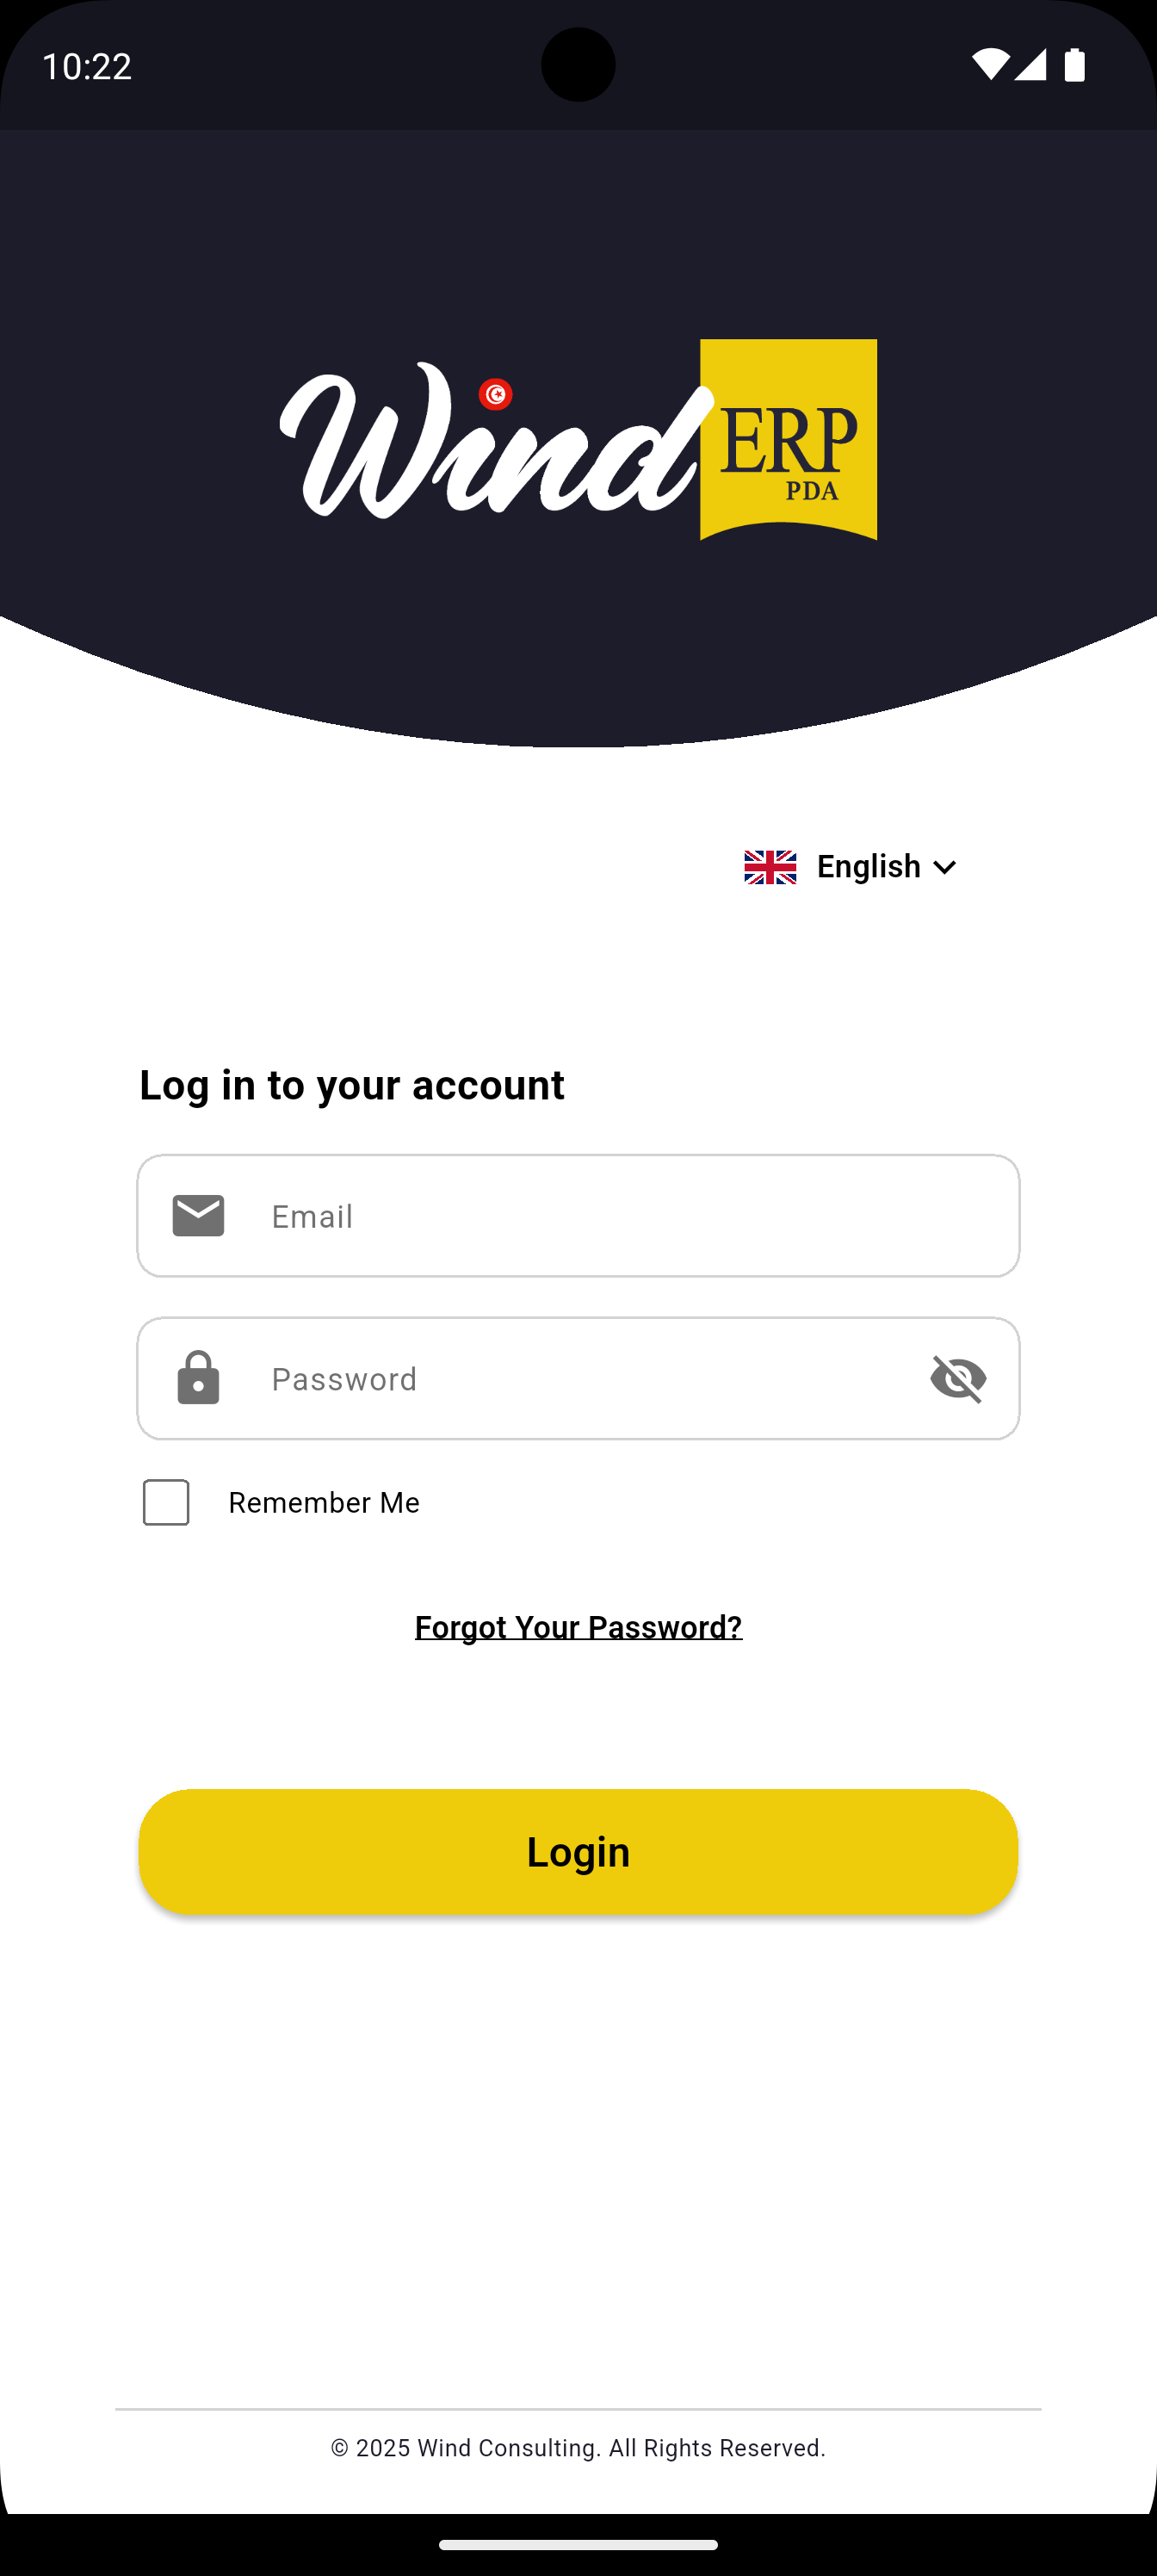 10:22
Wind ERP
PDA
English
Log in to your account
Email
Password
Remember Me
Forgot Your Password?
Login
© 2025 Wind Consulting. All Rights Reserved.